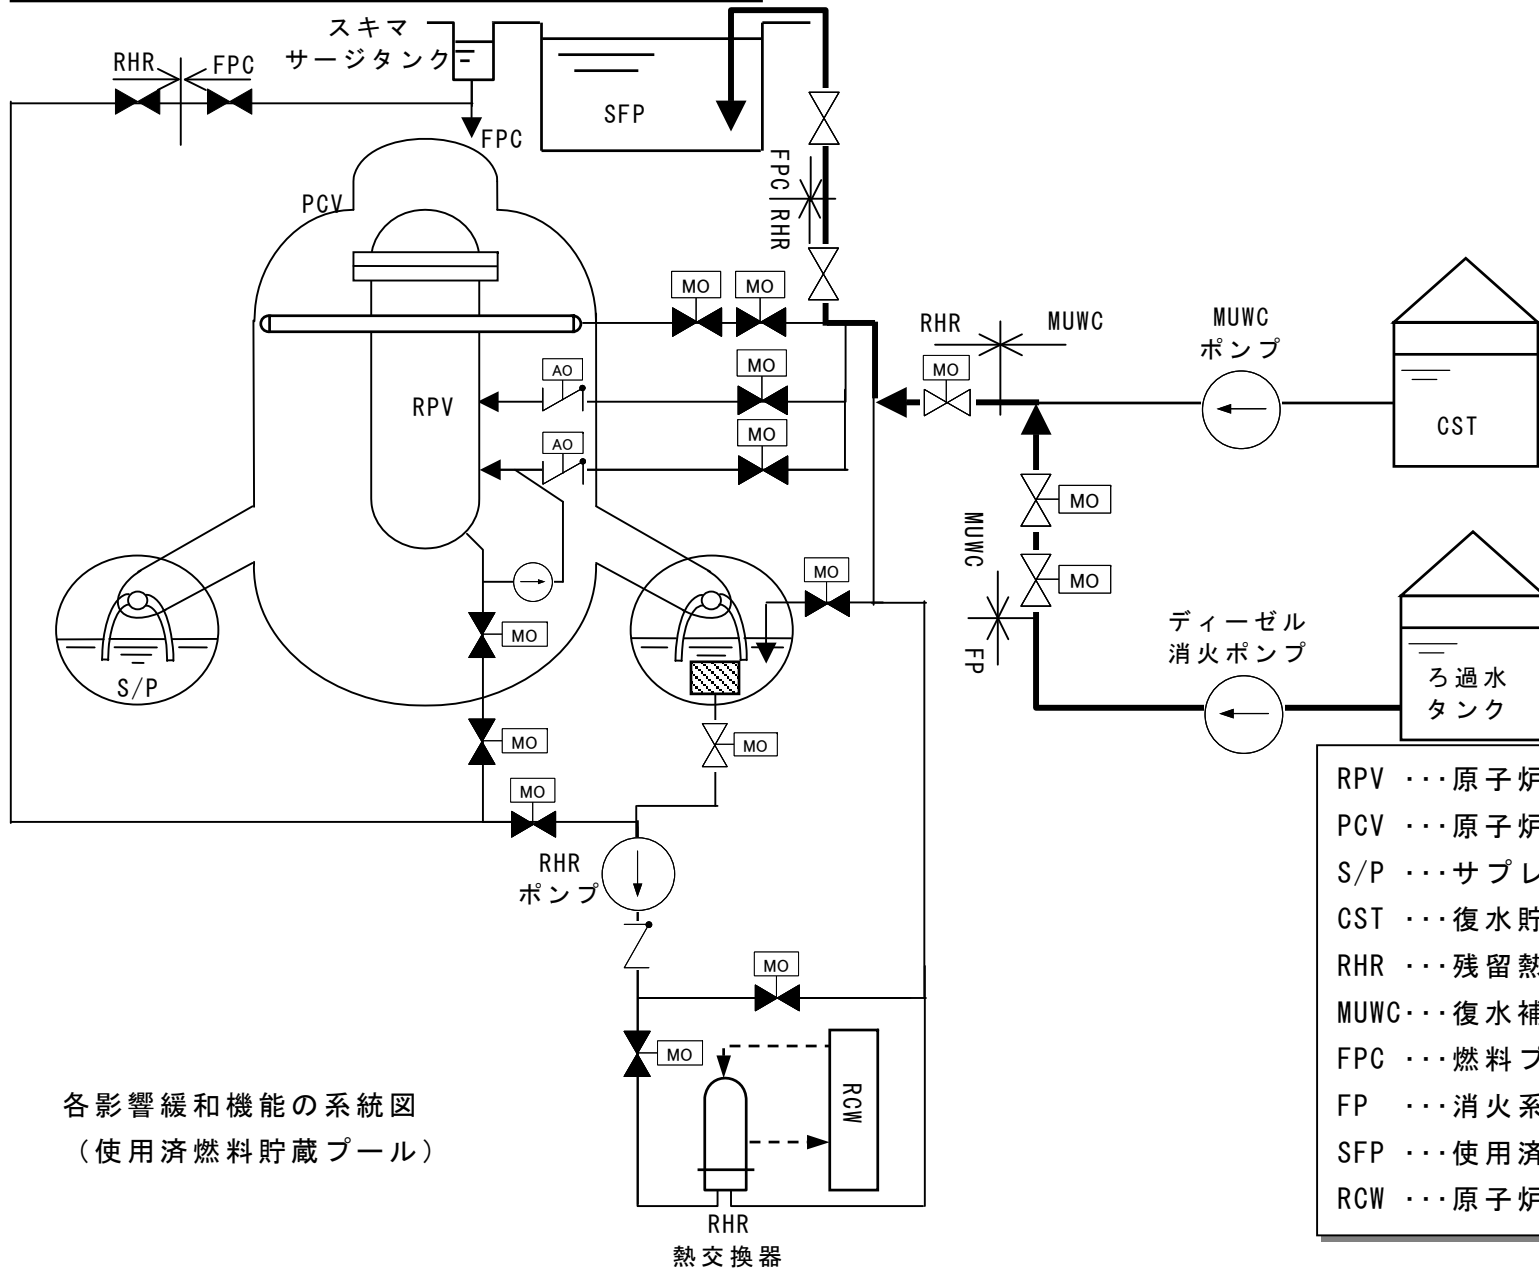 スキマ
サージタンク
RHR
FPC
SFP
FPC
PCV
FPC
RHR
MO
MO
RHR
MUWC
MUWC
ポンプ
MO
AO
MO
RPV
CST
AO
MO
MO
MUWC
MO
MO
FP
ディーゼル
消火ポンプ
ろ過水
タンク
MO
S/P
MO
MO
MO
MO
RHR
ポンプ
MO
MO
RCW
RHR
熱交換器
各影響緩和機能の系統図
（使用済燃料貯蔵プール）
RPV ···原子炉
PCV ···原子炉
S/P ···サプレ
CST ···復水貯
RHR ···残留熱
MUWC···復水補
FPC ···燃料プ
FP ···消火系
SFP ···使用済
RCW ···原子炉